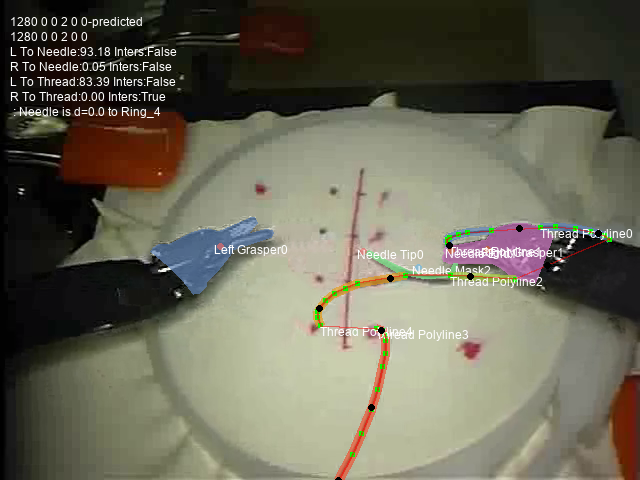 1280 0 0 2 0 0-predicted
1280 0 0 2 0 0
L To Needle:93.18 Inters:False
R To Needle:0.05 Inters:False
L To Thread:83.39 Inters:False
R To Thread:0.00 Inters:True
: Needle is d=0.0 to Ring_4
Thread Polyline0
Left Grasper0
Needle Tip0
Needle Mask2
Thread Polyline2
Thread Polyline4
Thread Polyline3